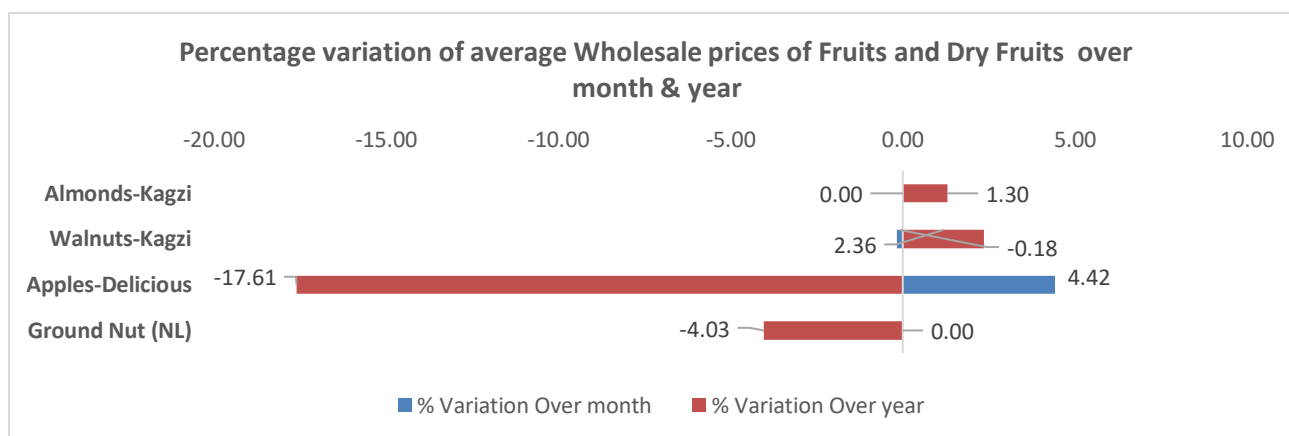 Percentage variation of average Wholesale prices of Fruits and Dry Fruits over
month & year
-20.00 -15.00 -10.00 -5.00 0.00 5.00 10.00
Almonds-Kagzi 0.00 1.30
Walnuts-Kagzi 2.36 -0.18
Apples-Delicious -17.61 4.42
Ground Nut (NL) -4.03 0.00
% Variation Over month % Variation Over year